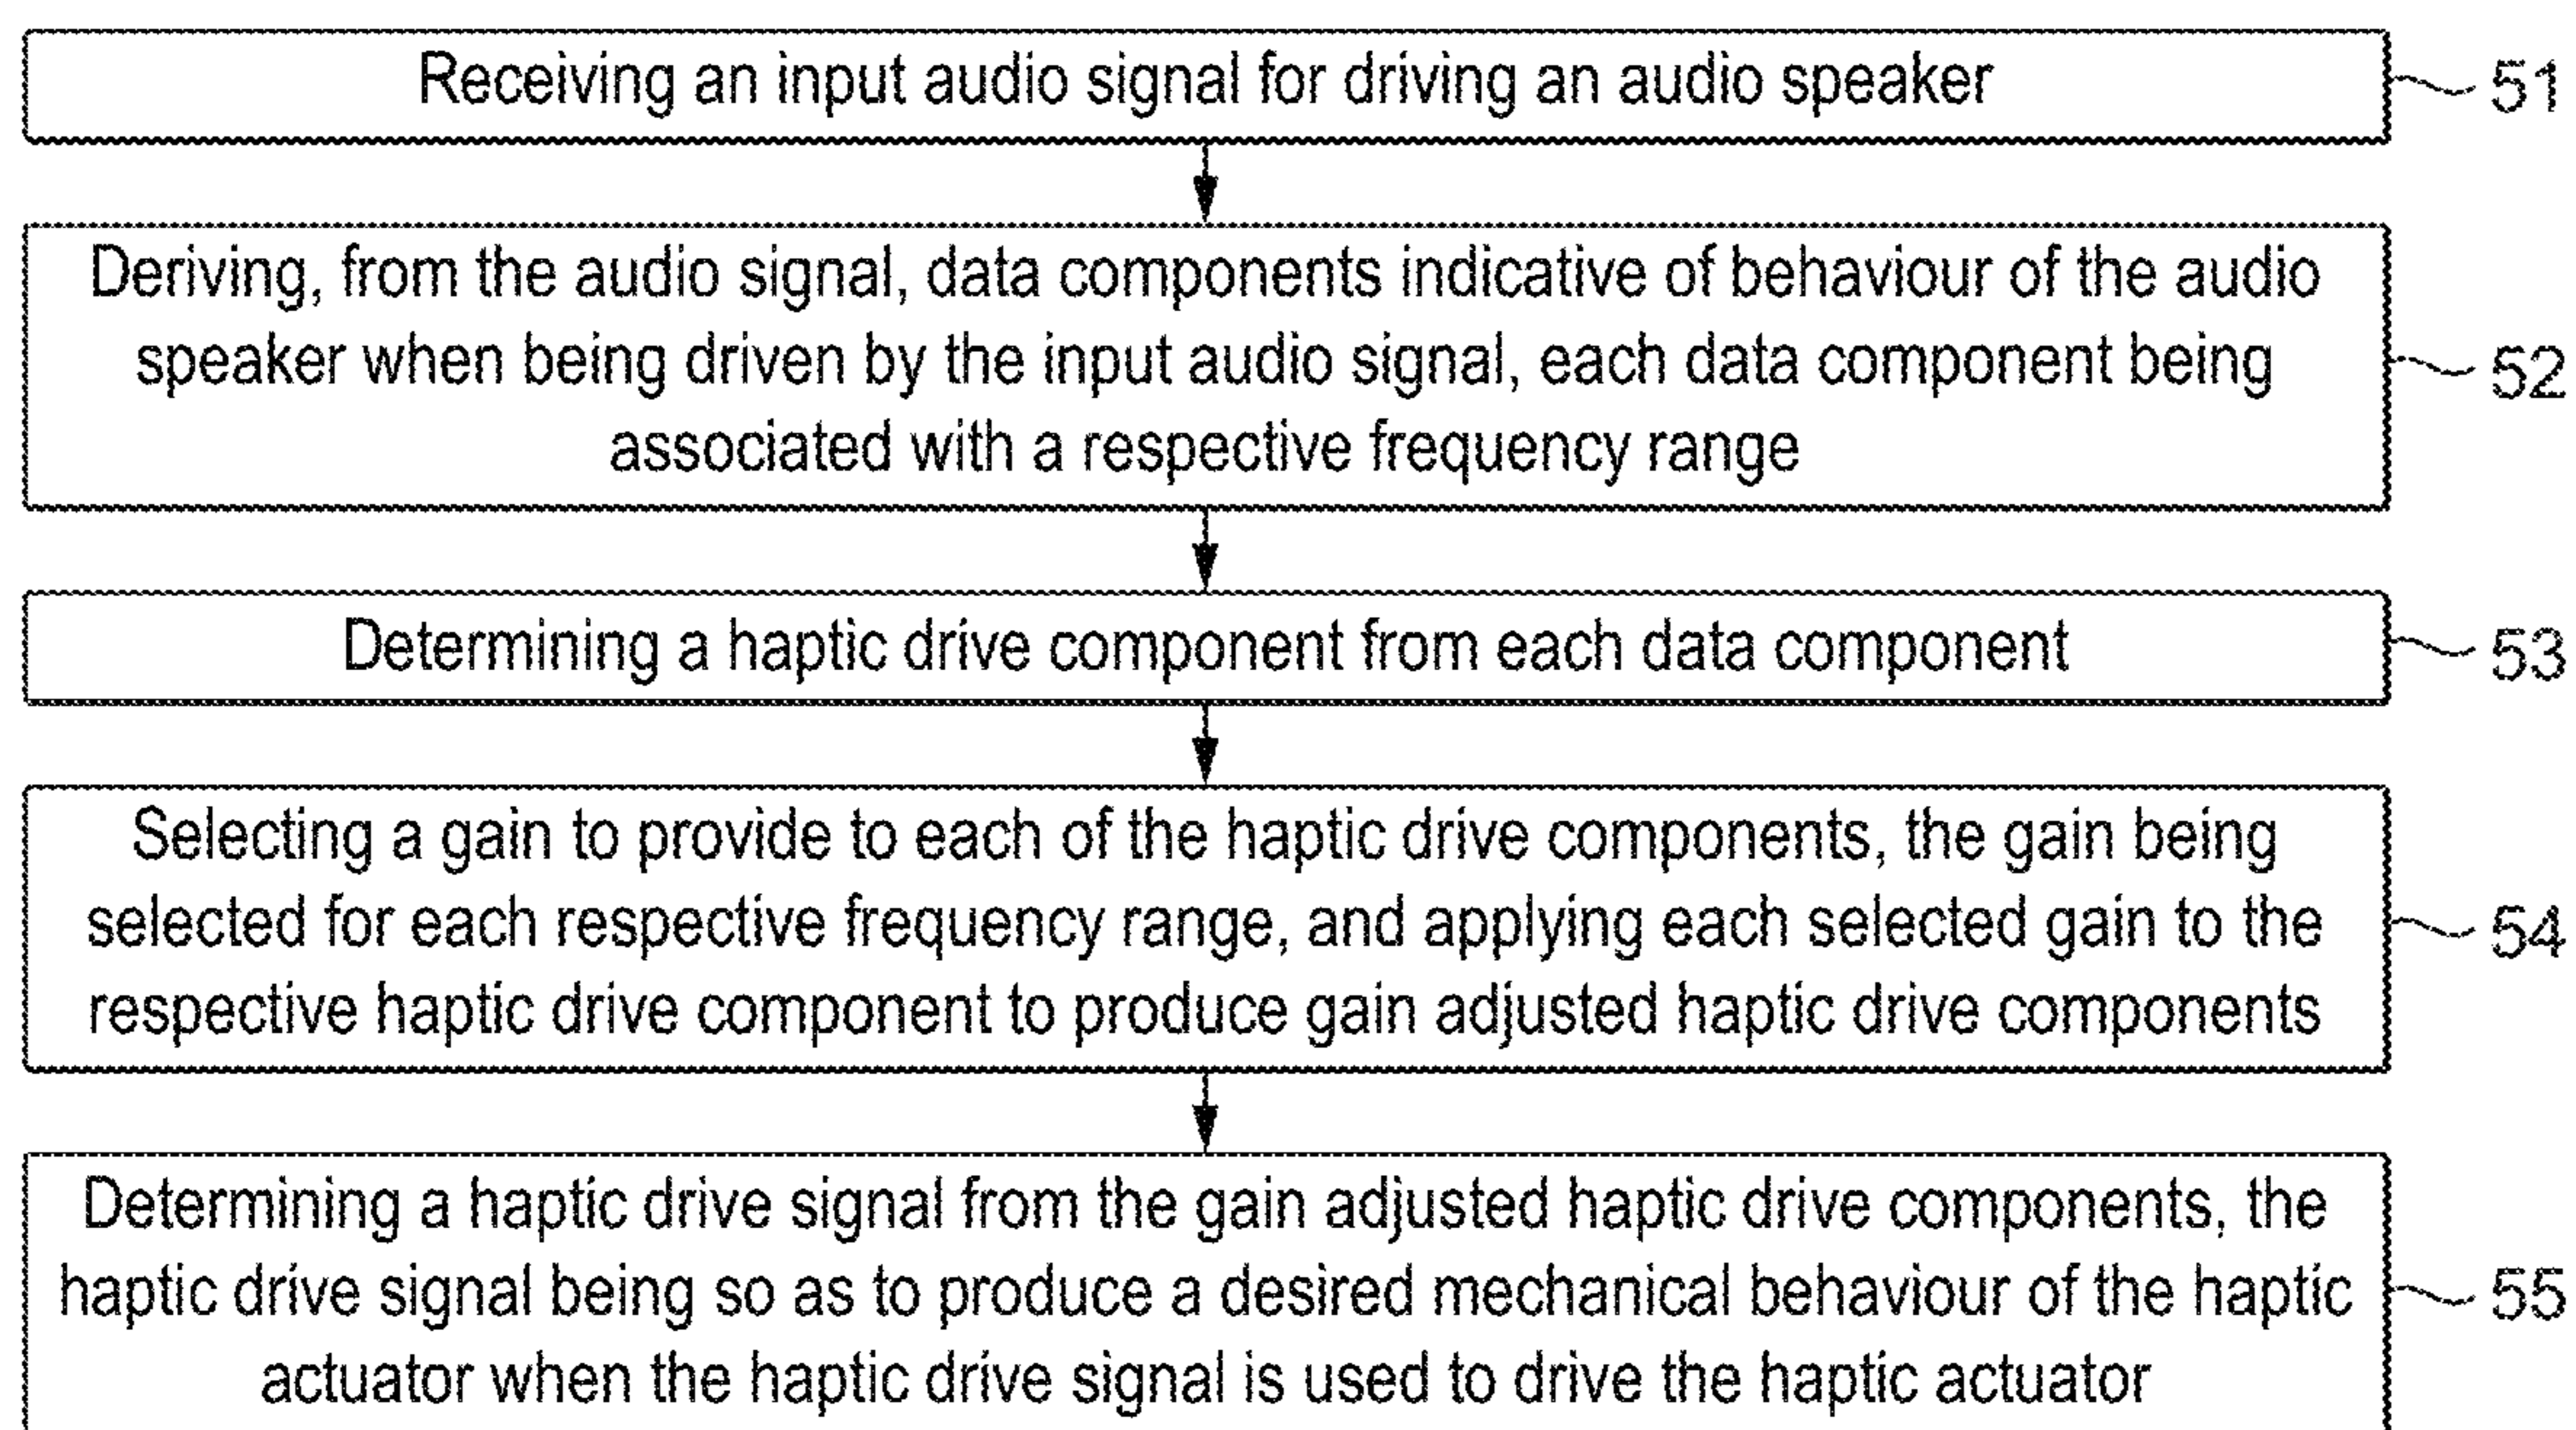 Receiving an input audio signal for driving an audio speaker
51
Deriving, from the audio signal, data components indicative of behaviour of the audio
speaker when being driven by the input audio signal, each data component being
52
associated with a respective frequency range
Determining a haptic drive component from each data component
53
Selecting a gain to provide to each of the haptic drive components, the gain being
selected for each respective frequency range, and applying each selected gain to the
54
respective haptic drive component to produce gain adjusted haptic drive components
Determining a haptic drive signal from the gain adjusted haptic drive components, the
haptic drive signal being so as to produce a desired mechanical behaviour of the haptic
55
actuator when the haptic drive signal is used to drive the haptic actuator